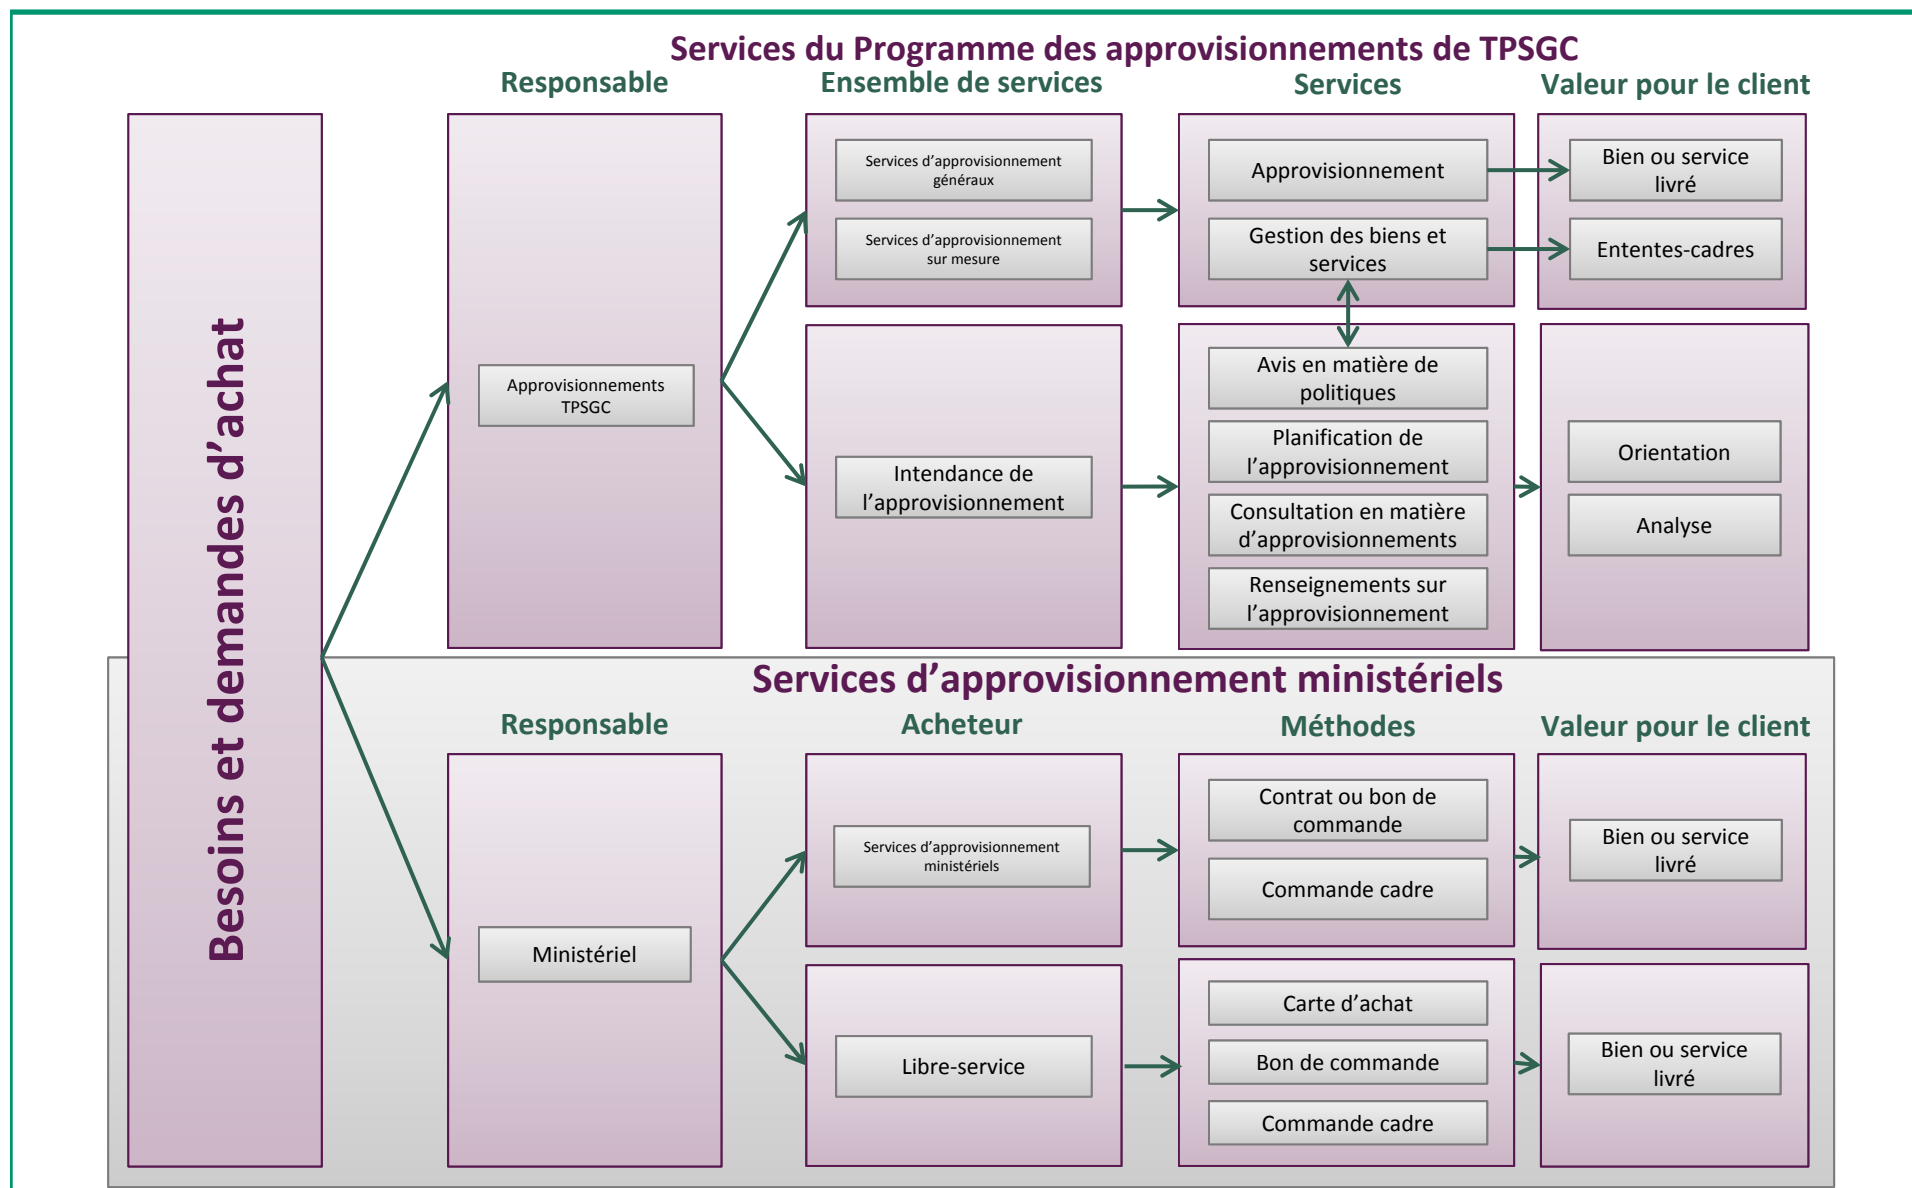 Services du Programme des approvisionnements de TPSGC
Responsable
Ensemble de services
Services
Valeur pour le client
Besoins et demandes d’achat
Approvisionnements
TPSGC
Services d’approvisionnement
généraux
Services d’approvisionnement
sur mesure
Approvisionnement
Gestion des biens et
services
Bien ou service
livré
Ententes-cadres
Intendance de
l’approvisionnement
Avis en matière de
politiques
Planification de
l’approvisionnement
Consultation en matière
d’approvisionnements
Renseignements sur
l’approvisionnement
Orientation
Analyse
Services d’approvisionnement ministériels
Responsable
Acheteur
Méthodes
Valeur pour le client
Ministériel
Services d’approvisionnement
ministériels
Contrat ou bon de
commande
Commande cadre
Bien ou service
livré
Libre-service
Carte d’achat
Bon de commande
Commande cadre
Bien ou service
livré